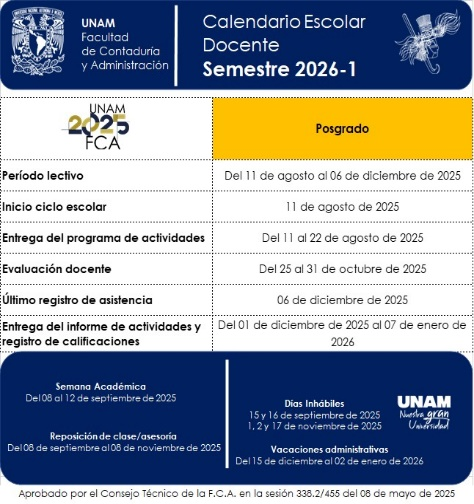 UNAM
Facultad
de Contaduría
y Administración
Calendario Escolar
Docente
Semestre 2026-1
UNAM
2025
FCA
Posgrado
Período lectivo
Del 11 de agosto al 06 de diciembre de 2025
Inicio ciclo escolar
11 de agosto de 2025
Entrega del programa de actividades
Del 11 al 22 de agosto de 2025
Evaluación docente
Del 25 al 31 de octubre de 2025
Último registro de asistencia
06 de diciembre de 2025
Entrega del informe de actividades y
registro de calificaciones
Del 01 de diciembre de 2025 al 07 de enero de
2026
Semana Académica
Del 08 al 12 de septiembre de 2025
Reposición de clase/asesoría
Del 08 de septiembre al 08 de noviembre de 2025
Días Inhábiles
15 y 16 de septiembre de 2025
1, 2 y 17 de noviembre de 2025
Vacaciones administrativas
Del 15 de diciembre al 02 de enero de 2026
UNAM
Nuestra gran
Universidad
Aprobado por el Consejo Técnico de la F.C.A. en la sesión 338.2/455 del 08 de mayo de 2025